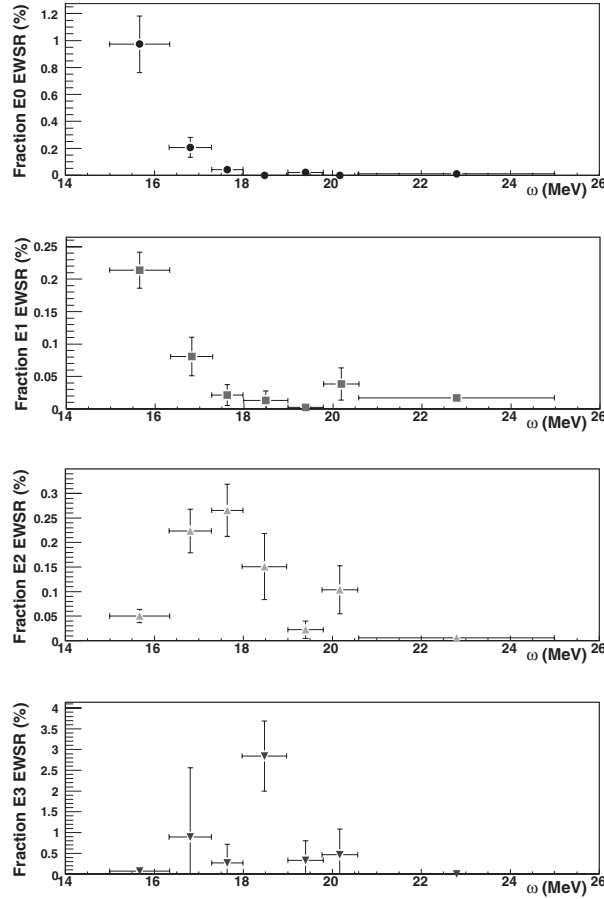 Fraction E0 EWSR (%)
1.2
1
0.8
0.6
0.4
0.2
0
14 16 18 20 22 24 26
ω (MeV)
Fraction E1 EWSR (%)
0.25
0.2
0.15
0.1
0.05
0
14 16 18 20 22 24 26
ω (MeV)
Fraction E2 EWSR (%)
0.3
0.25
0.2
0.15
0.1
0.05
0
14 16 18 20 22 24 26
ω (MeV)
Fraction E3 EWSR (%)
4
3.5
3
2.5
2
1.5
1
0.5
0
14 16 18 20 22 24 26
ω (MeV)